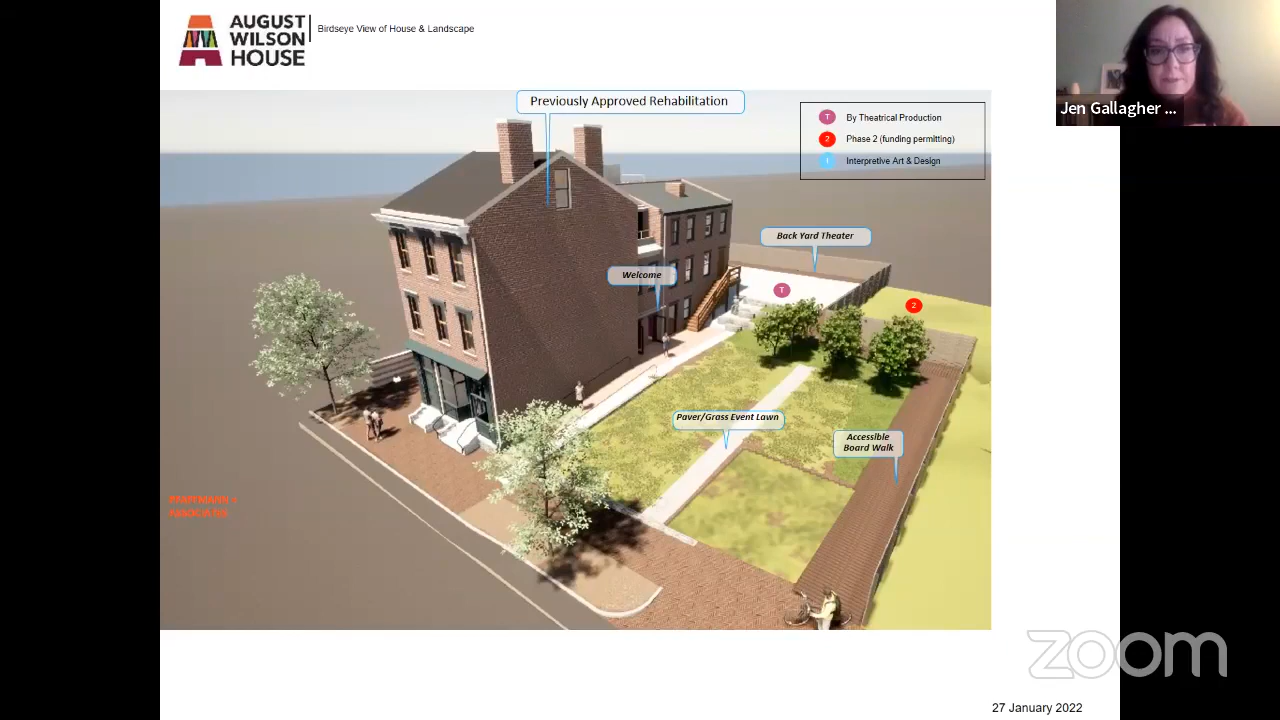 AUGUST
WILSON
HOUSE
Birdseye View of House & Landscape
Jen Gallagher ...
Previously Approved Rehabilitation
T By Theatrical Production
2 Phase 2 (funding permitting)
Interpretive Art & Design
Back Yard Theater
Welcome
T
2
Paver/Grass Event Lawn
Accessible
Board Walk
zoom
27 January 2022